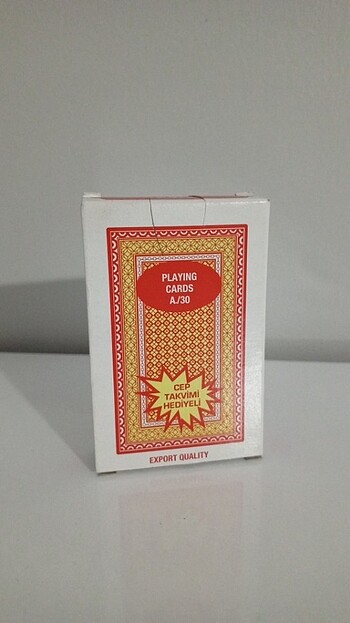 PLAYING
CARDS
A./30
CEP
TAKVİMİ
HEDİYELİ
EXPORT QUALITY